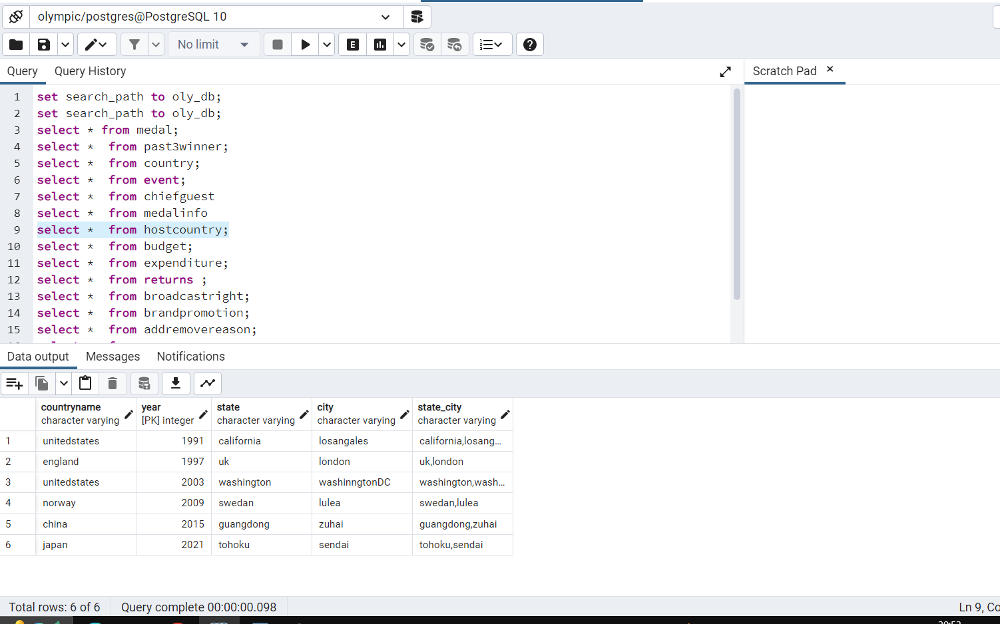 olympic/postgres@PostgreSQL 10
No limit
E
Query Query History
Scratch Pad
1 set search_path to oly_db;
2 set search_path to oly_db;
3 select * from medal;
4 select * from past3winner;
5 select * from country;
6 select * from event;
7 select * from chiefguest
8 select * from medalinfo
9 select * from hostcountry;
10 select * from budget;
11 select * from expenditure;
12 select * from returns ;
13 select * from broadcastright;
14 select * from brandpromotion;
15 select * from addremovereason;
Data output Messages Notifications
countryname year state city state_city
character varying [PK] integer character varying character varying character varying
1 unitedstates 1991 california losangales california,losang...
2 england 1997 uk london uk,london
3 unitedstates 2003 washington washinngtonDC washington,wash...
4 norway 2009 swedan lulea swedan,lulea
5 china 2015 guangdong zuhai guangdong,zuhai
6 japan 2021 tohoku sendai tohoku,sendai
Total rows: 6 of 6 Query complete 00:00:00.098 Ln 9, Co